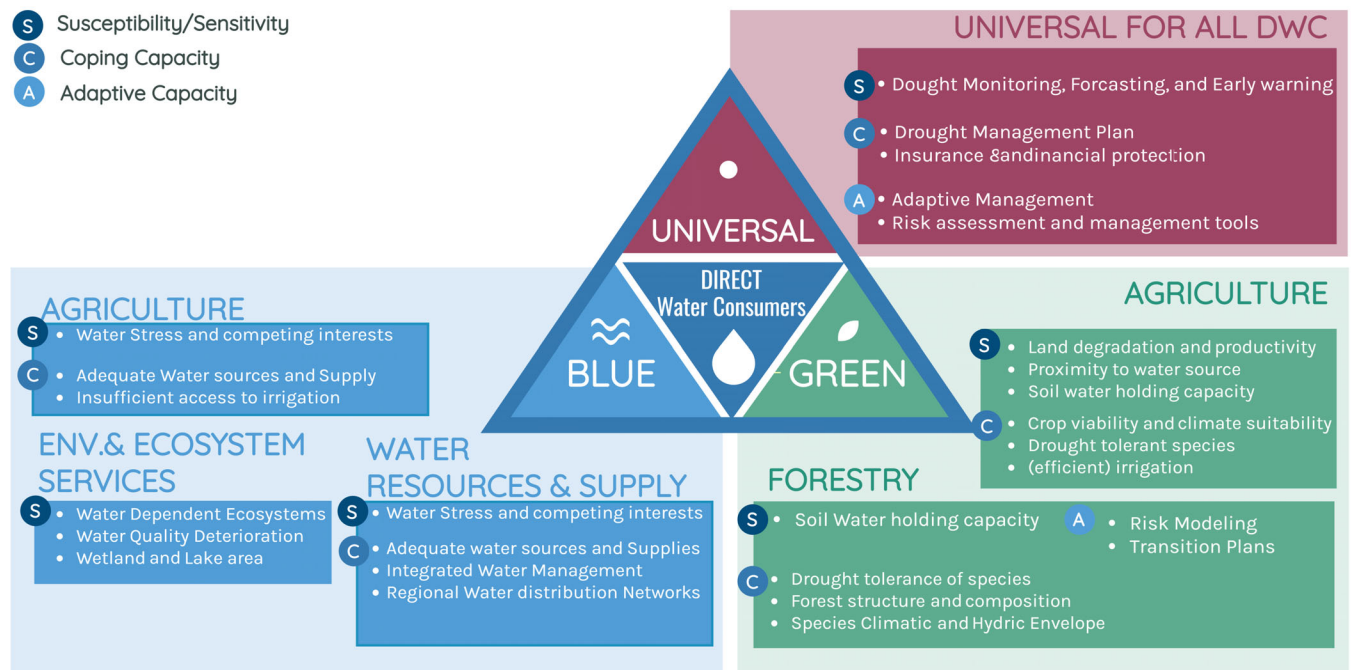 S Susceptibility/Sensitivity
C Coping Capacity
A Adaptive Capacity
UNIVERSAL FOR ALL DWC
S • Dought Monitoring, Forcasting, and Early warning
C • Drought Management Plan
• Insurance &andinancial protection
A • Adaptive Management
• Risk assessment and management tools
UNIVERSAL
DIRECT
Water Consumers
BLUE
GREEN
AGRICULTURE
S • Water Stress and competing interests
C • Adequate Water sources and Supply
• Insufficient access to irrigation
ENV.& ECOSYSTEM
SERVICES
S • Water Dependent Ecosystems
• Water Quality Deterioration
• Wetland and Lake area
WATER
RESOURCES & SUPPLY
S • Water Stress and competing interests
C • Adequate water sources and Supplies
• Integrated Water Management
• Regional Water distribution Networks
AGRICULTURE
S • Land degradation and productivity
• Proximity to water source
• Soil water holding capacity
C • Crop viability and climate suitability
• Drought tolerant species
• (efficient) irrigation
FORESTRY
S • Soil Water holding capacity
A • Risk Modeling
• Transition Plans
C • Drought tolerance of species
• Forest structure and composition
• Species Climatic and Hydric Envelope